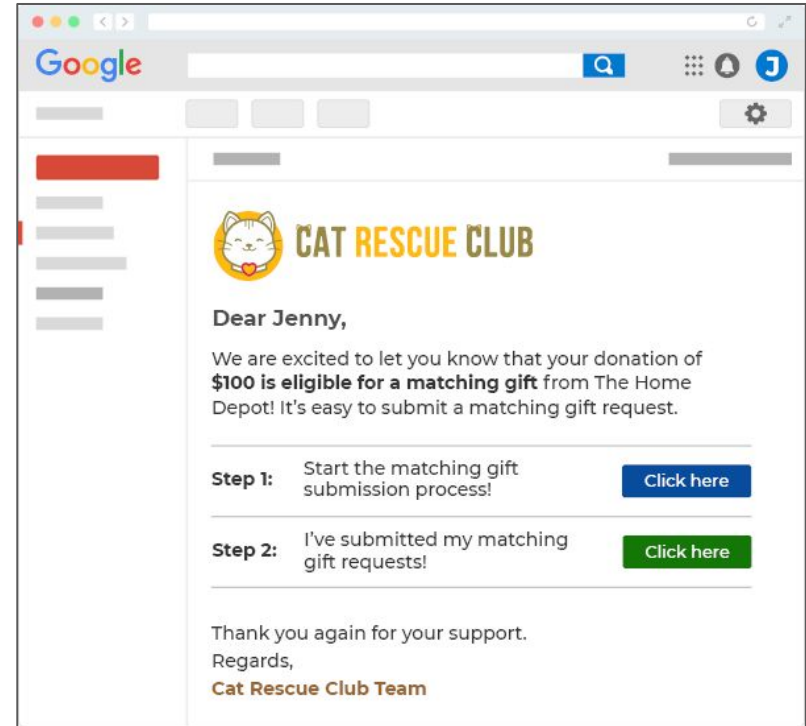 Google
J
CAT RESCUE CLUB
Dear Jenny,
We are excited to let you know that your donation of
$100 is eligible for a matching gift from The Home
Depot! It's easy to submit a matching gift request.
Step 1:
Start the matching gift
submission process!
Click here
Step 2:
I've submitted my matching
gift requests!
Click here
Thank you again for your support.
Regards,
Cat Rescue Club Team